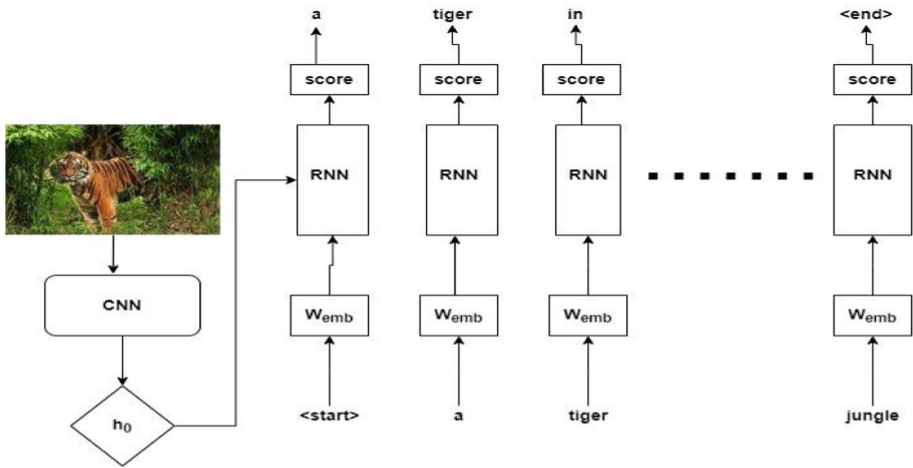 a tiger in <end>
score score score score
RNN RNN RNN RNN
CNN
Wemb Wemb Wemb Wemb
h0
<start> a tiger jungle